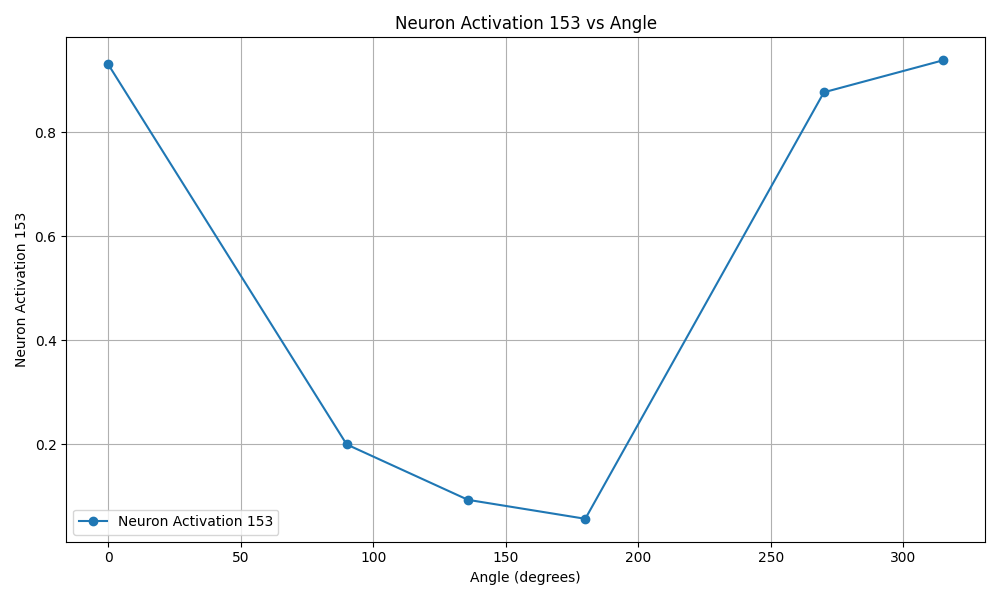 Neuron Activation 153 vs Angle
Neuron Activation 153
0.8
0.6
0.4
0.2
Neuron Activation 153
0 50 100 150 200 250 300
Angle (degrees)